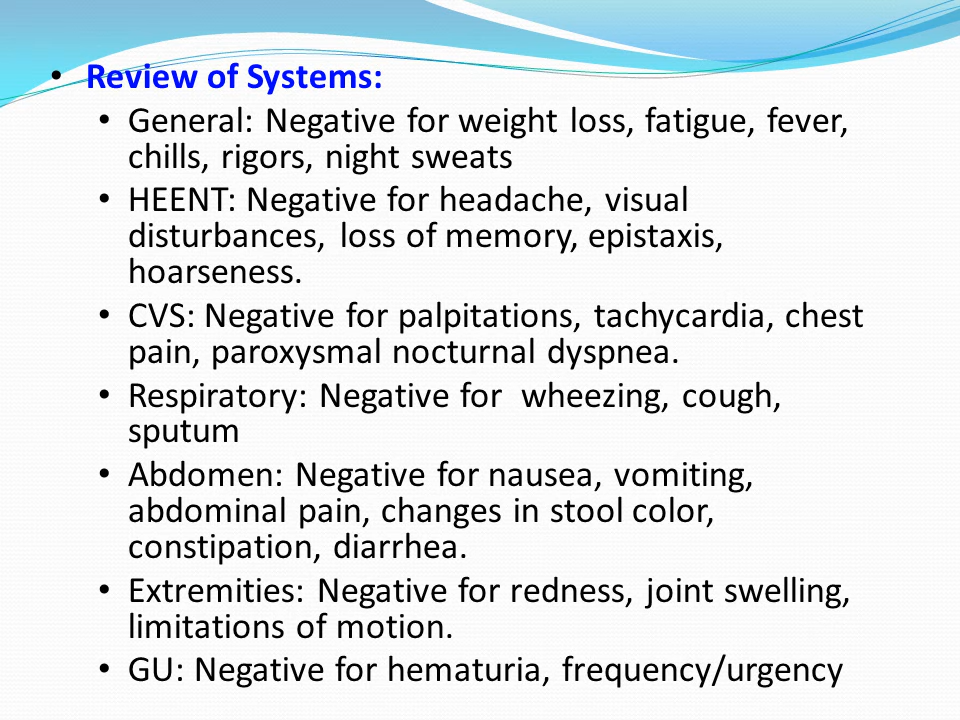 • Review of Systems:
• General: Negative for weight loss, fatigue, fever,
chills, rigors, night sweats
• HEENT: Negative for headache, visual
disturbances, loss of memory, epistaxis,
hoarseness.
• CVS: Negative for palpitations, tachycardia, chest
pain, paroxysmal nocturnal dyspnea.
• Respiratory: Negative for  wheezing, cough,
sputum
• Abdomen: Negative for nausea, vomiting,
abdominal pain, changes in stool color,
constipation, diarrhea.
• Extremities: Negative for redness, joint swelling,
limitations of motion.
• GU: Negative for hematuria, frequency/urgency